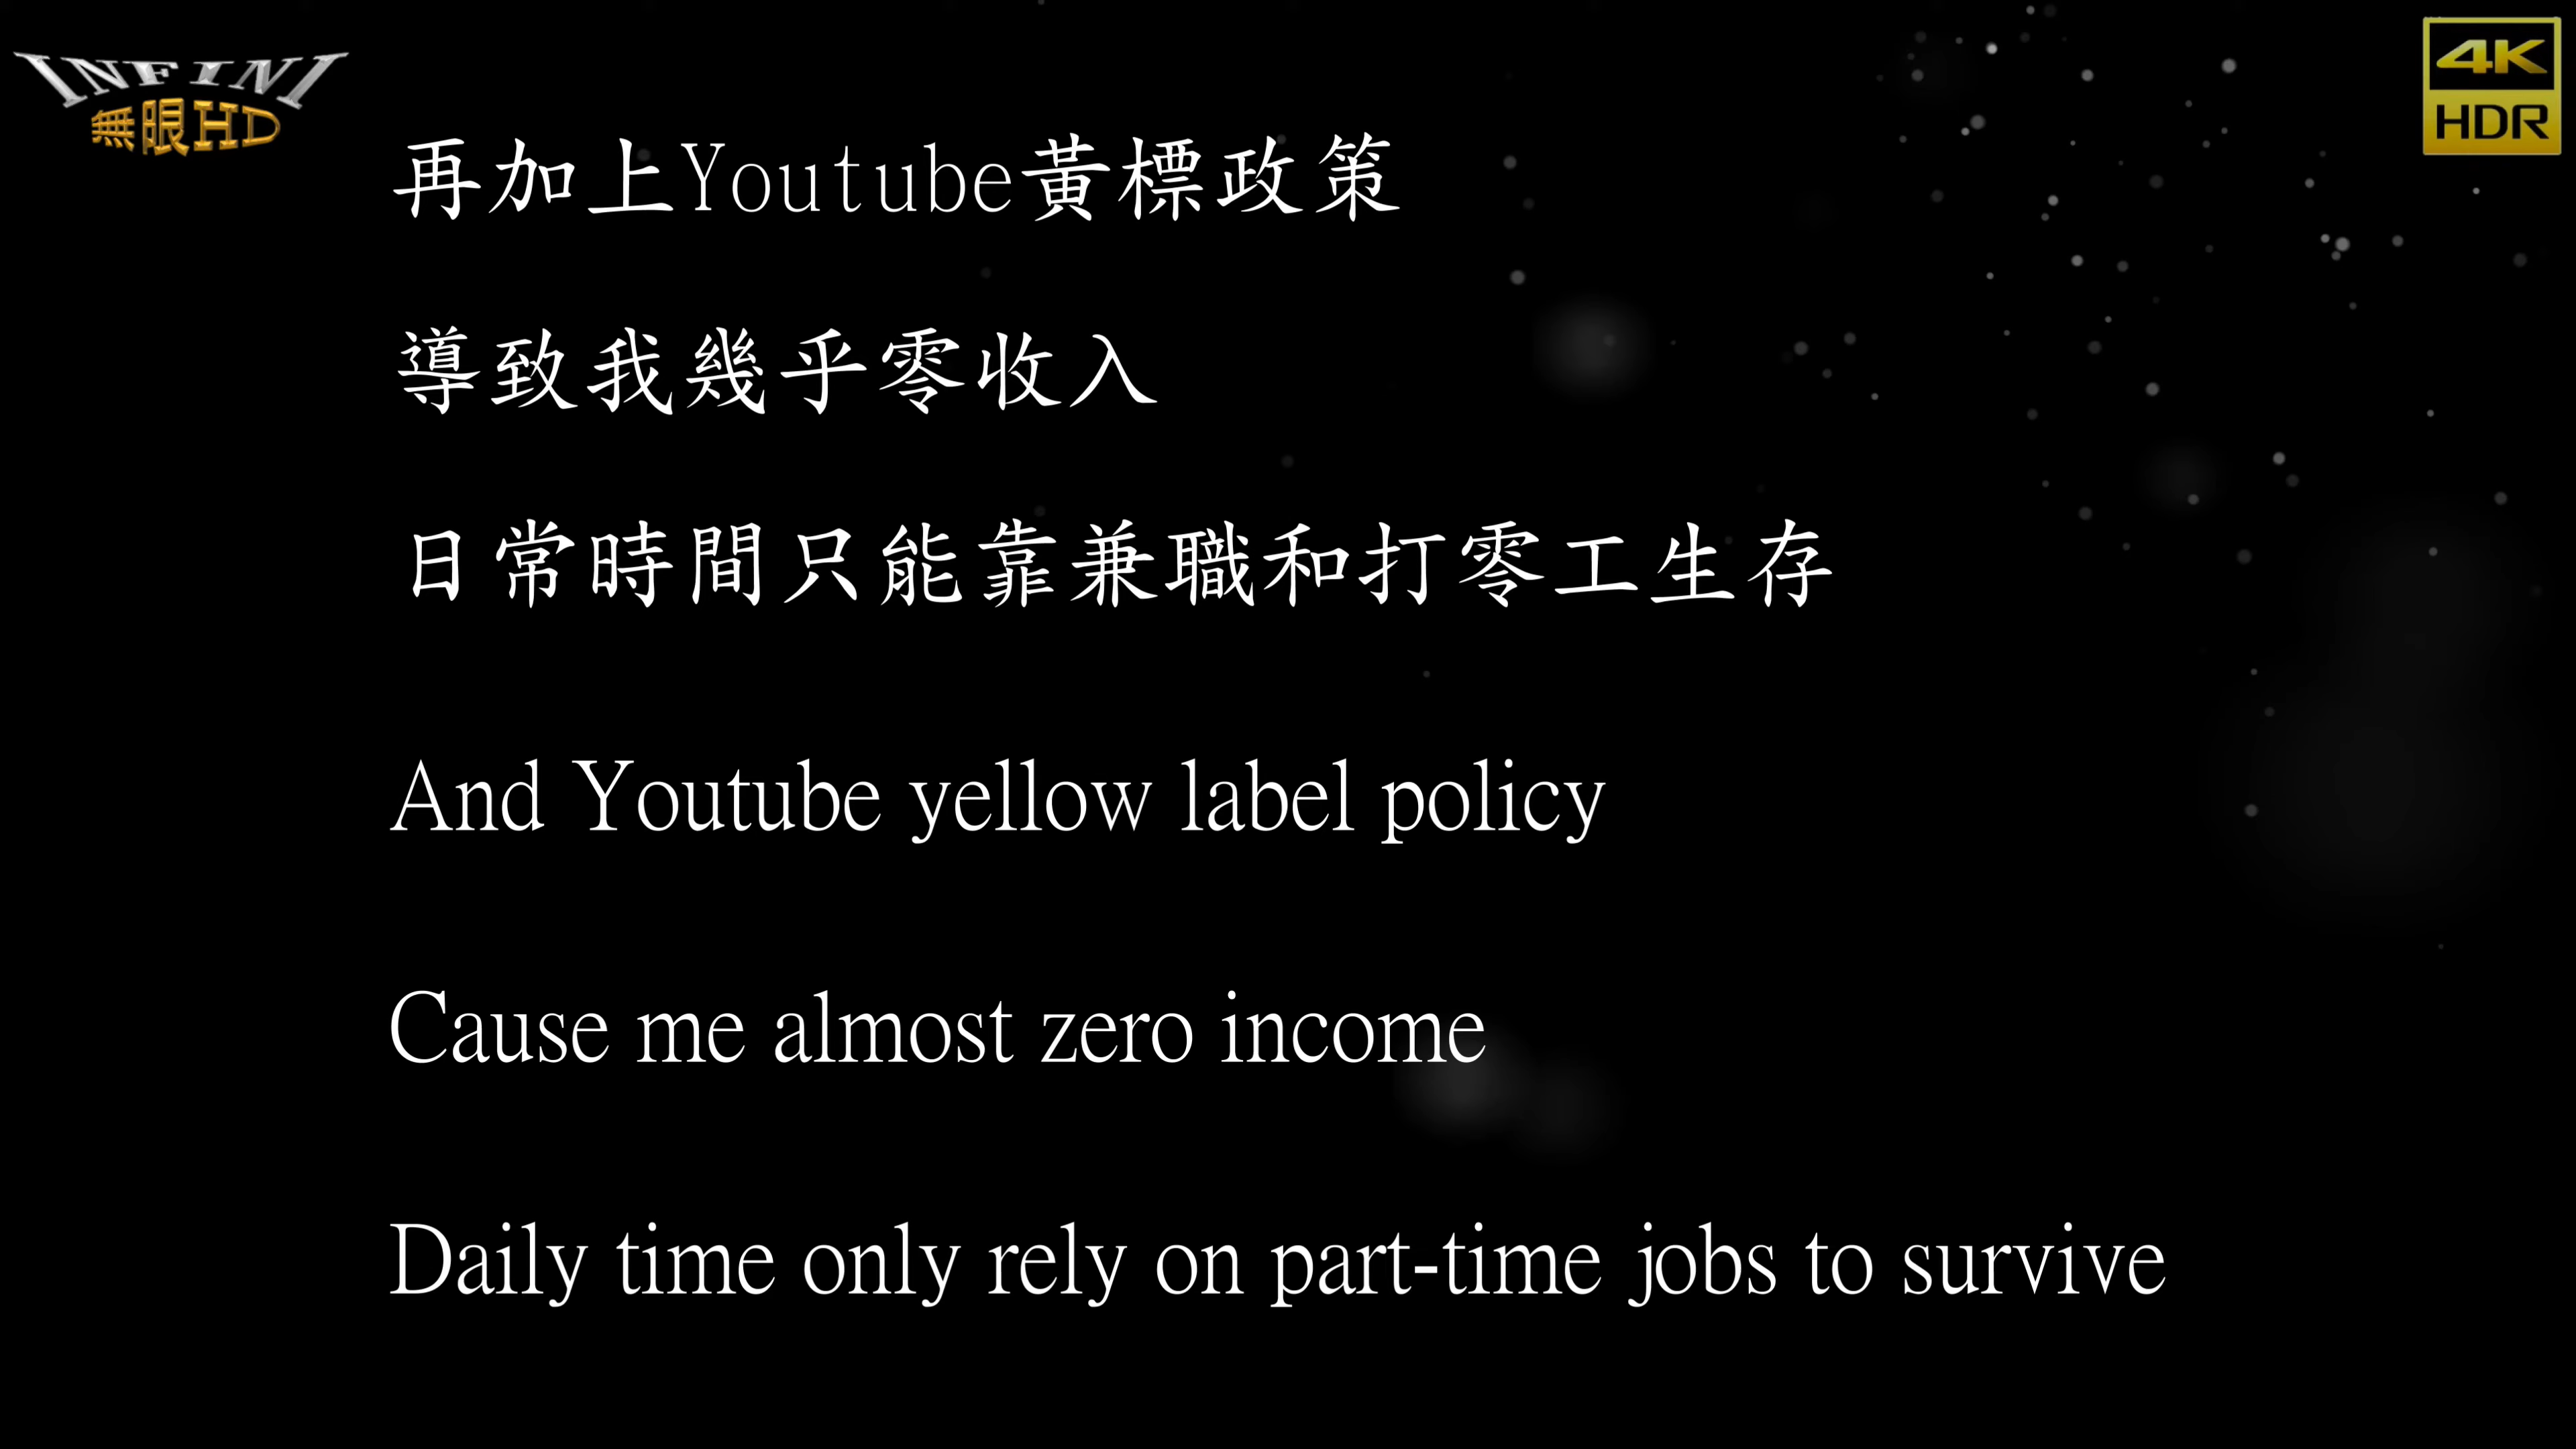 INFINI
無限HD
4K
HDR
再加上Youtube黃標政策
導致我幾乎零收入
日常時間只能靠兼職和打零工生存
And Youtube yellow label policy
Cause me almost zero income
Daily time only rely on part-time jobs to survive